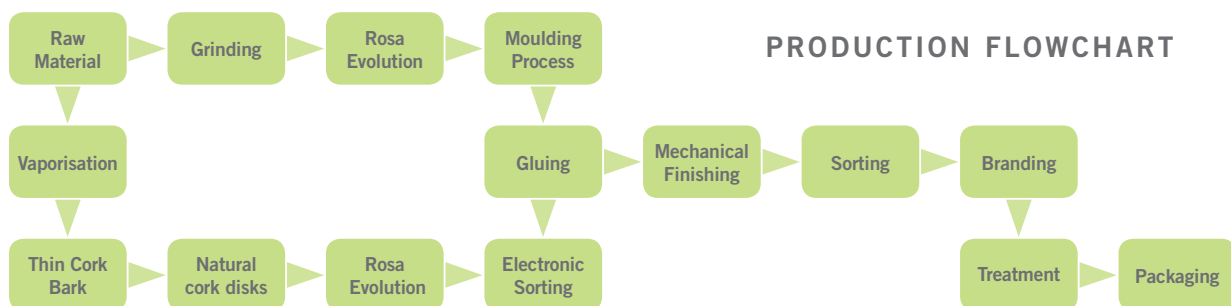 PRODUCTION FLOWCHART
Raw
Material
Grinding
Rosa
Evolution
Moulding
Process
Vaporisation
Gluing
Mechanical
Finishing
Sorting
Branding
Thin Cork
Bark
Natural
cork disks
Rosa
Evolution
Electronic
Sorting
Treatment
Packaging